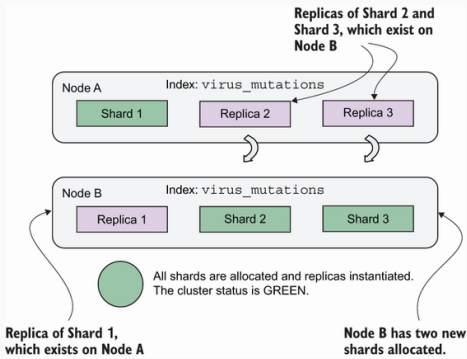 Replicas of Shard 2 and
Shard 3, which exist on
Node B
Node A
Index: virus_mutations
Shard 1
Replica 2
Replica 3
Node B
Index: virus_mutations
Replica 1
Shard 2
Shard 3
All shards are allocated and replicas instantiated.
The cluster status is GREEN.
Replica of Shard 1,
which exists on Node A
Node B has two new
shards allocated.